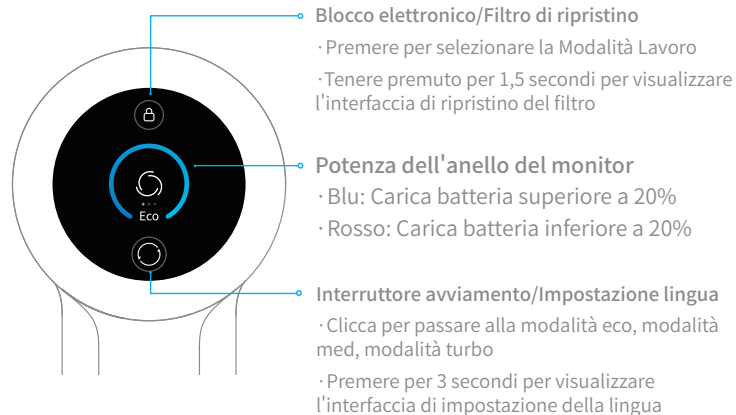 Blocco elettronico/Filtro di ripristino
·Premere per selezionare la Modalità Lavoro
·Tenere premuto per 1,5 secondi per visualizzare
l'interfaccia di ripristino del filtro
Potenza dell'anello del monitor
·Blu: Carica batteria superiore a 20%
·Rosso: Carica batteria inferiore a 20%
Eco
Interruttore avviamento/Impostazione lingua
·Clicca per passare alla modalità eco, modalità
med, modalità turbo
·Premere per 3 secondi per visualizzare
l'interfaccia di impostazione della lingua